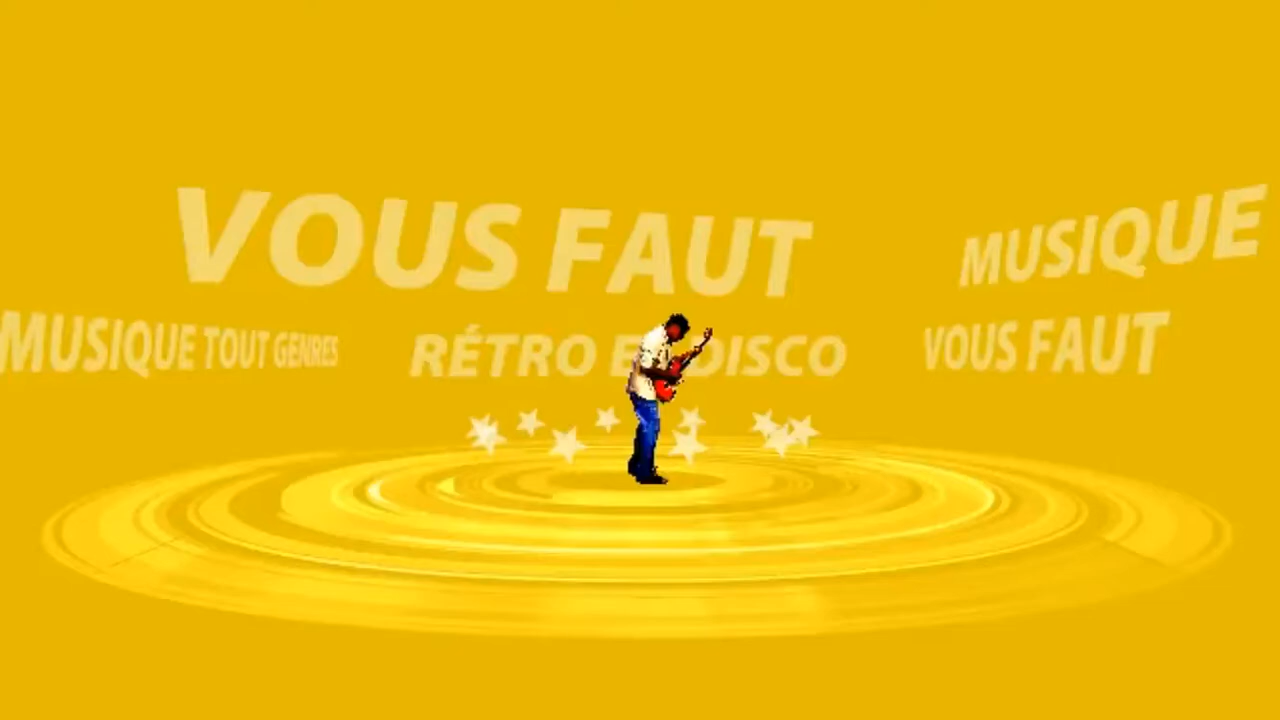 VOUS FAUT
MUSIQUE
MUSIQUE TOUT GENRES
RÉTRO E DISCO
VOUS FAUT